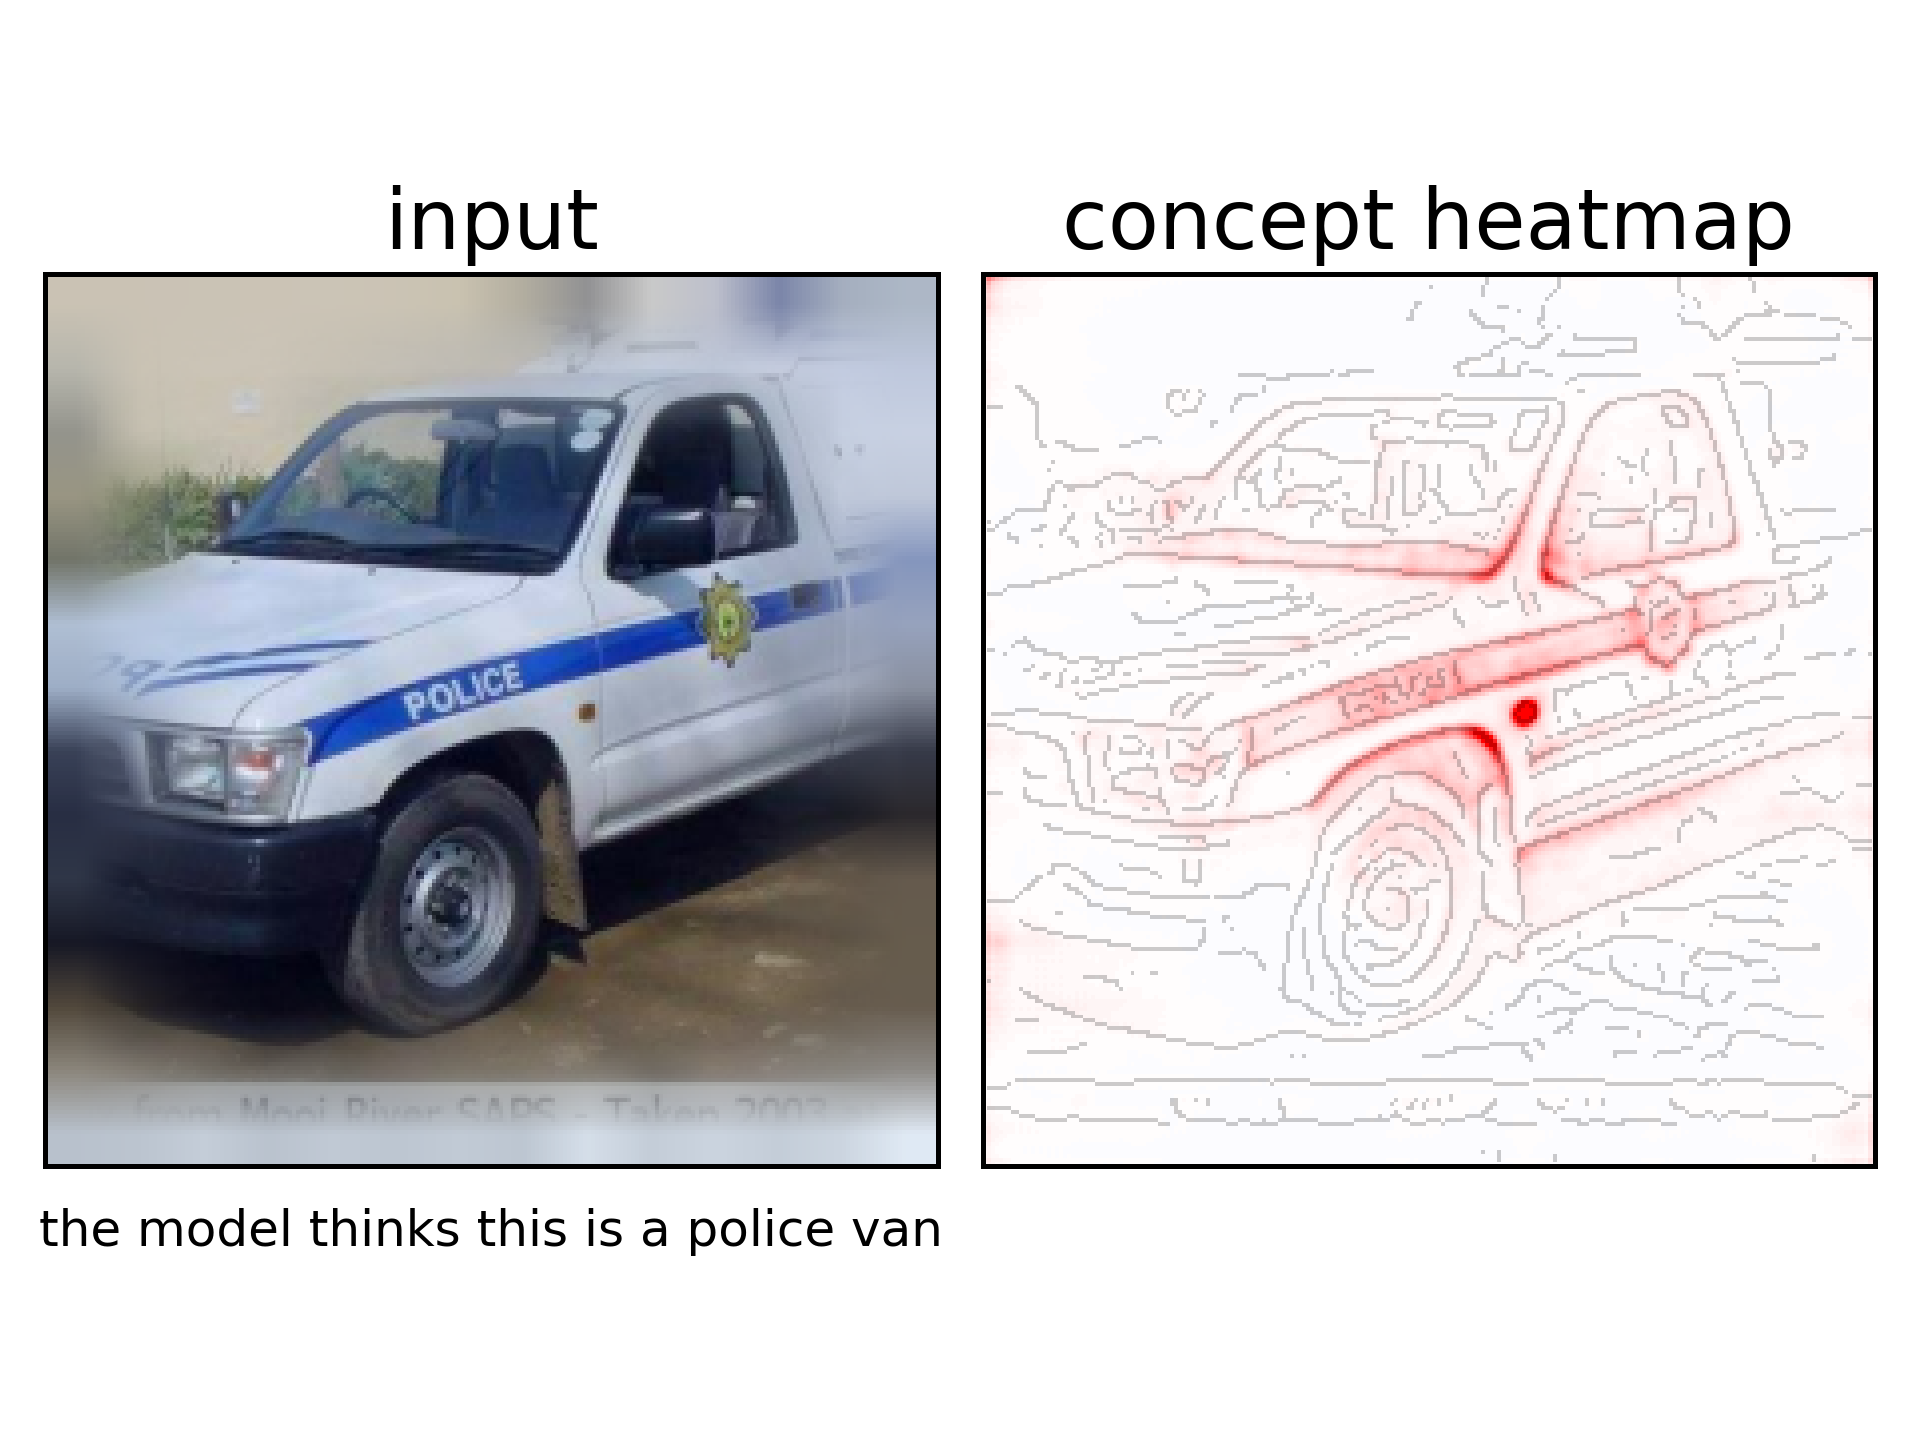 input
concept heatmap
POLICE
from Mooi River SAPS - Taken 2003
the model thinks this is a police van